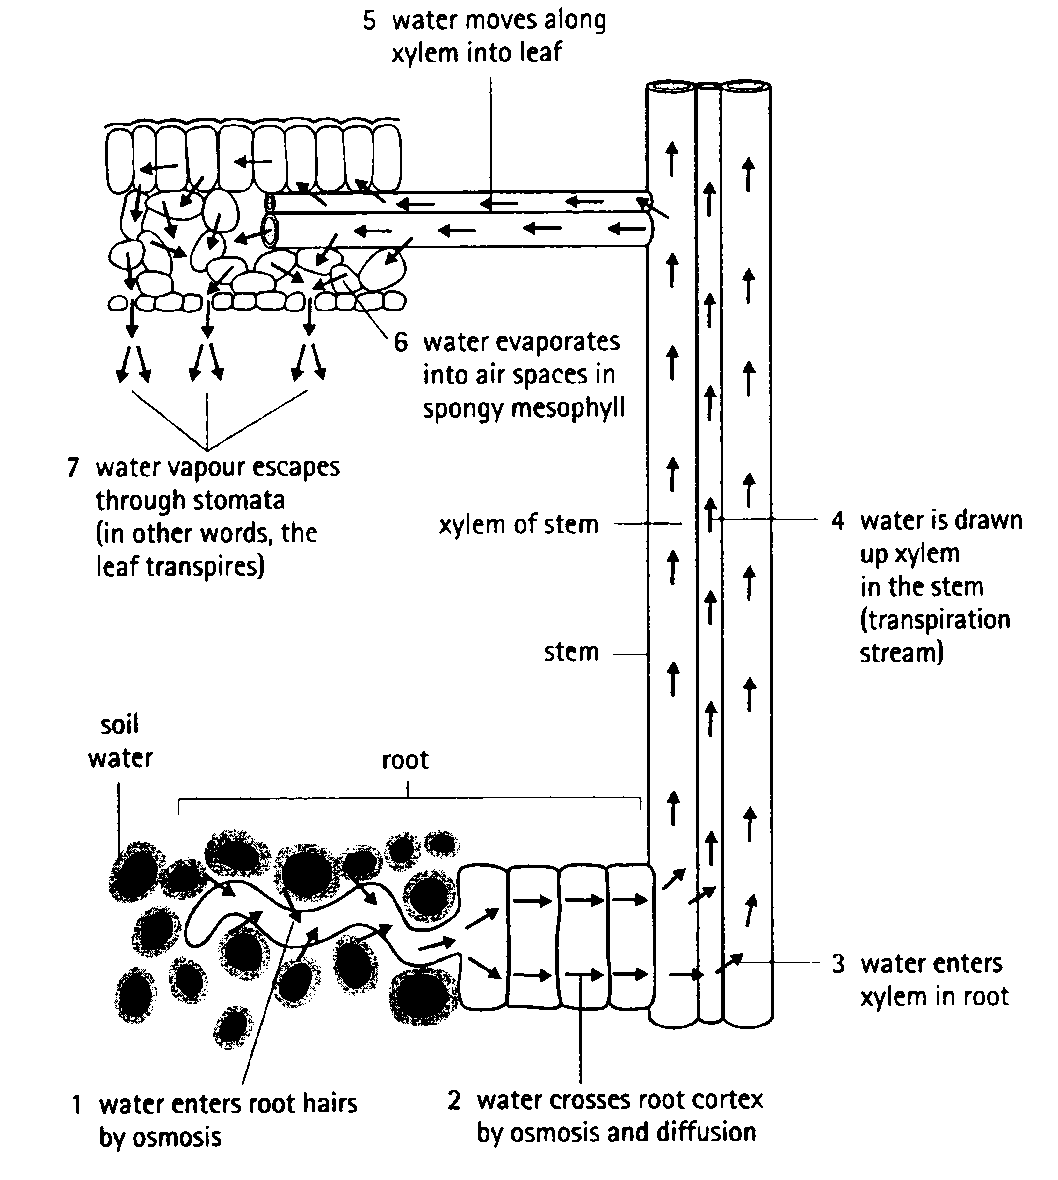 5 water moves along
xylem into leaf
6 water evaporates
into air spaces in
spongy mesophyll
7 water vapour escapes
through stomata
(in other words, the
leaf transpires)
xylem of stem
4 water is drawn
up xylem
in the stem
(transpiration
stream)
stem
soil
water
root
3 water enters
xylem in root
1 water enters root hairs
by osmosis
2 water crosses root cortex
by osmosis and diffusion